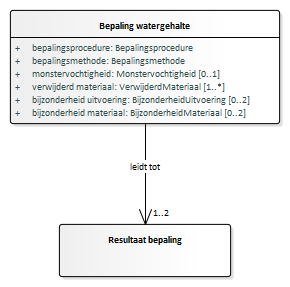 Bepaling watergehalte
+ bepalingsprocedure: Bepalingsprocedure
+ bepalingsmethode: Bepalingsmethode
+ monstervochtigheid: Monstervochtigheid [0..1]
+ verwijderd materiaal: VerwijderdMateriaal [1..*]
+ bijzonderheid uitvoering: BijzonderheidUitvoering [0..2]
+ bijzonderheid materiaal: BijzonderheidMateriaal [0..2]
leidt tot
1..2
Resultaat bepaling